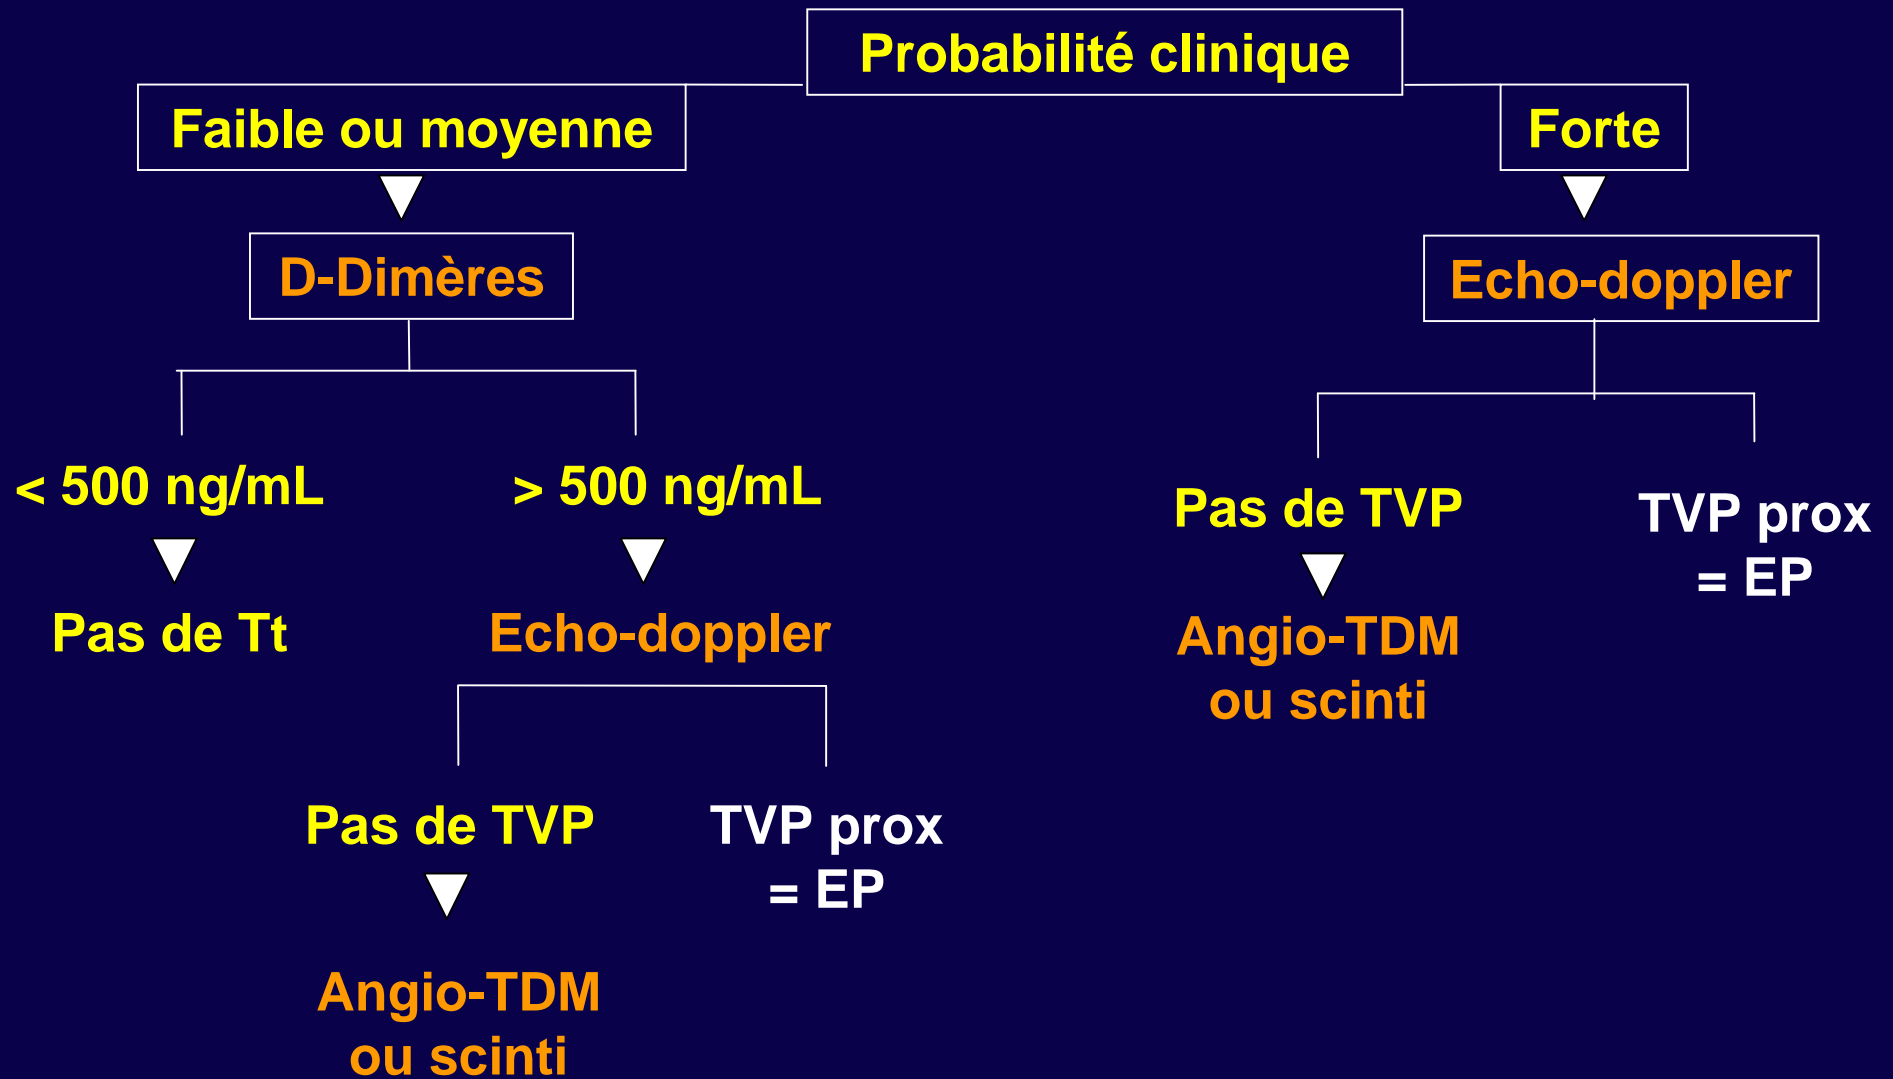 Probabilité clinique
Faible ou moyenne
Forte
D-Dimères
Echo-doppler
< 500 ng/mL
> 500 ng/mL
Pas de TVP
TVP prox
= EP
Pas de Tt
Echo-doppler
Angio-TDM
ou scinti
Pas de TVP
TVP prox
= EP
Angio-TDM
ou scinti